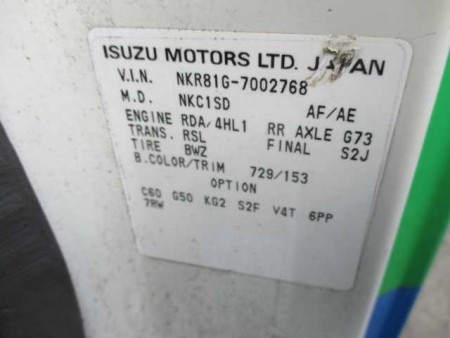 ISUZU MOTORS LTD. JAPAN
V.I.N. NKR81G-7002768
M.D. NKC1SD AF/AE
ENGINE RDA/4HL1 RR AXLE G73
TRANS. RSL FINAL S2J
TIRE BWZ
B.COLOR/TRIM 729/153
OPTION
C60 G50 KG2 S2F V4T 6PP
7RW